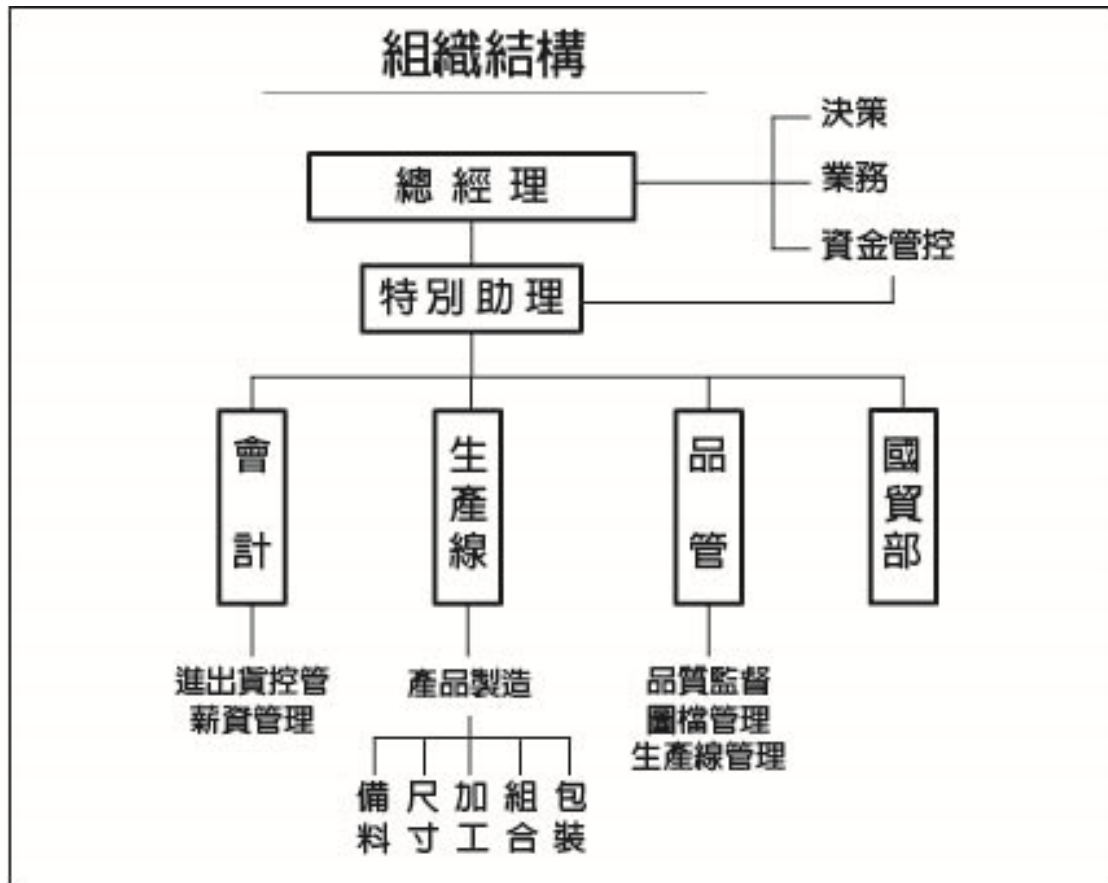 組織結構
決策
總經理
業務
資金管控
特別助理
會計
生產線
品管
國貿部
進出貨控管
薪資管理
產品製造
品質監督
圖檔管理
生產線管理
備料
尺寸
加工
組合
包裝